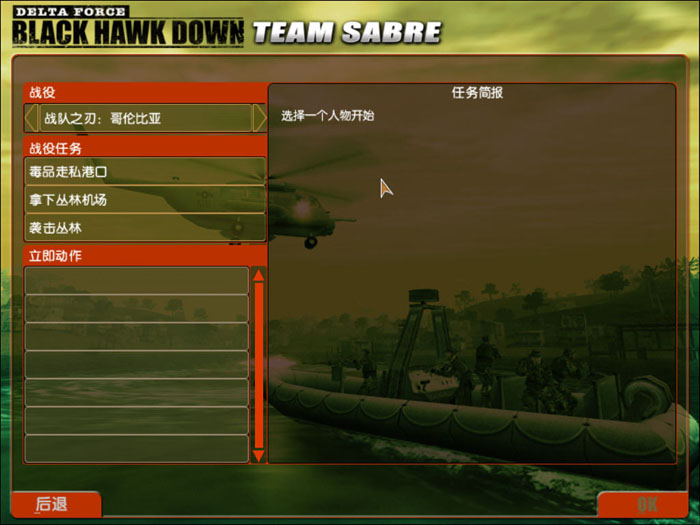 DELTA FORCE
BLACK HAWK DOWN TEAM SABRE
战役
任务简报
战队之刃：哥伦比亚
选择一个人物开始
战役任务
毒品走私港口
拿下丛林机场
袭击丛林
立即动作
后退
OK